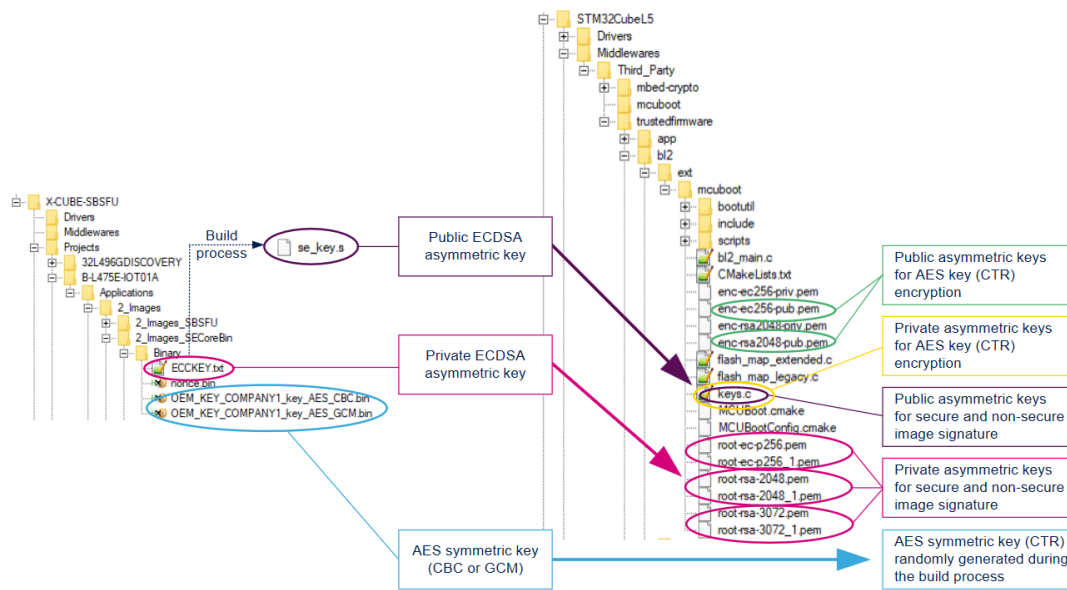 X-CUBE-SBSFU
Drivers
Middlewares
Projects
32L496GDISCOVERY
B-L475E-IOT01A
Applications
2_Images
2_Images_SBSFU
2_Images_SECoreBin
Binary
ECCKEY.txt
nonce.bin
OEM_KEY_COMPANY1_key_AES_CBC.bin
OEM_KEY_COMPANY1_key_AES_GCM.bin
Build
process
se_key.s
Public ECDSA
asymmetric key
Private ECDSA
asymmetric key
AES symmetric key
(CBC or GCM)
STM32CubeL5
Drivers
Middlewares
Third_Party
mbed-crypto
mcuboot
trustedfirmware
app
bl2
ext
mcuboot
bootutil
include
scripts
bl2_main.c
CMakeLists.txt
enc-ec256-priv.pem
enc-ec256-pub.pem
enc-rsa2048-priv.pem
enc-rsa2048-pub.pem
flash_map_extended.c
flash_map_legacy.c
keys.c
MCUBoot.cmake
MCUBootConfig.cmake
root-ec-p256.pem
root-ec-p256_1.pem
root-rsa-2048.pem
root-rsa-2048_1.pem
root-rsa-3072.pem
root-rsa-3072_1.pem
Public asymmetric keys
for AES key (CTR)
encryption
Private asymmetric keys
for AES key (CTR)
encryption
Public asymmetric keys
for secure and non-secure
image signature
Private asymmetric keys
for secure and non-secure
image signature
AES symmetric key (CTR)
randomly generated during
the build process